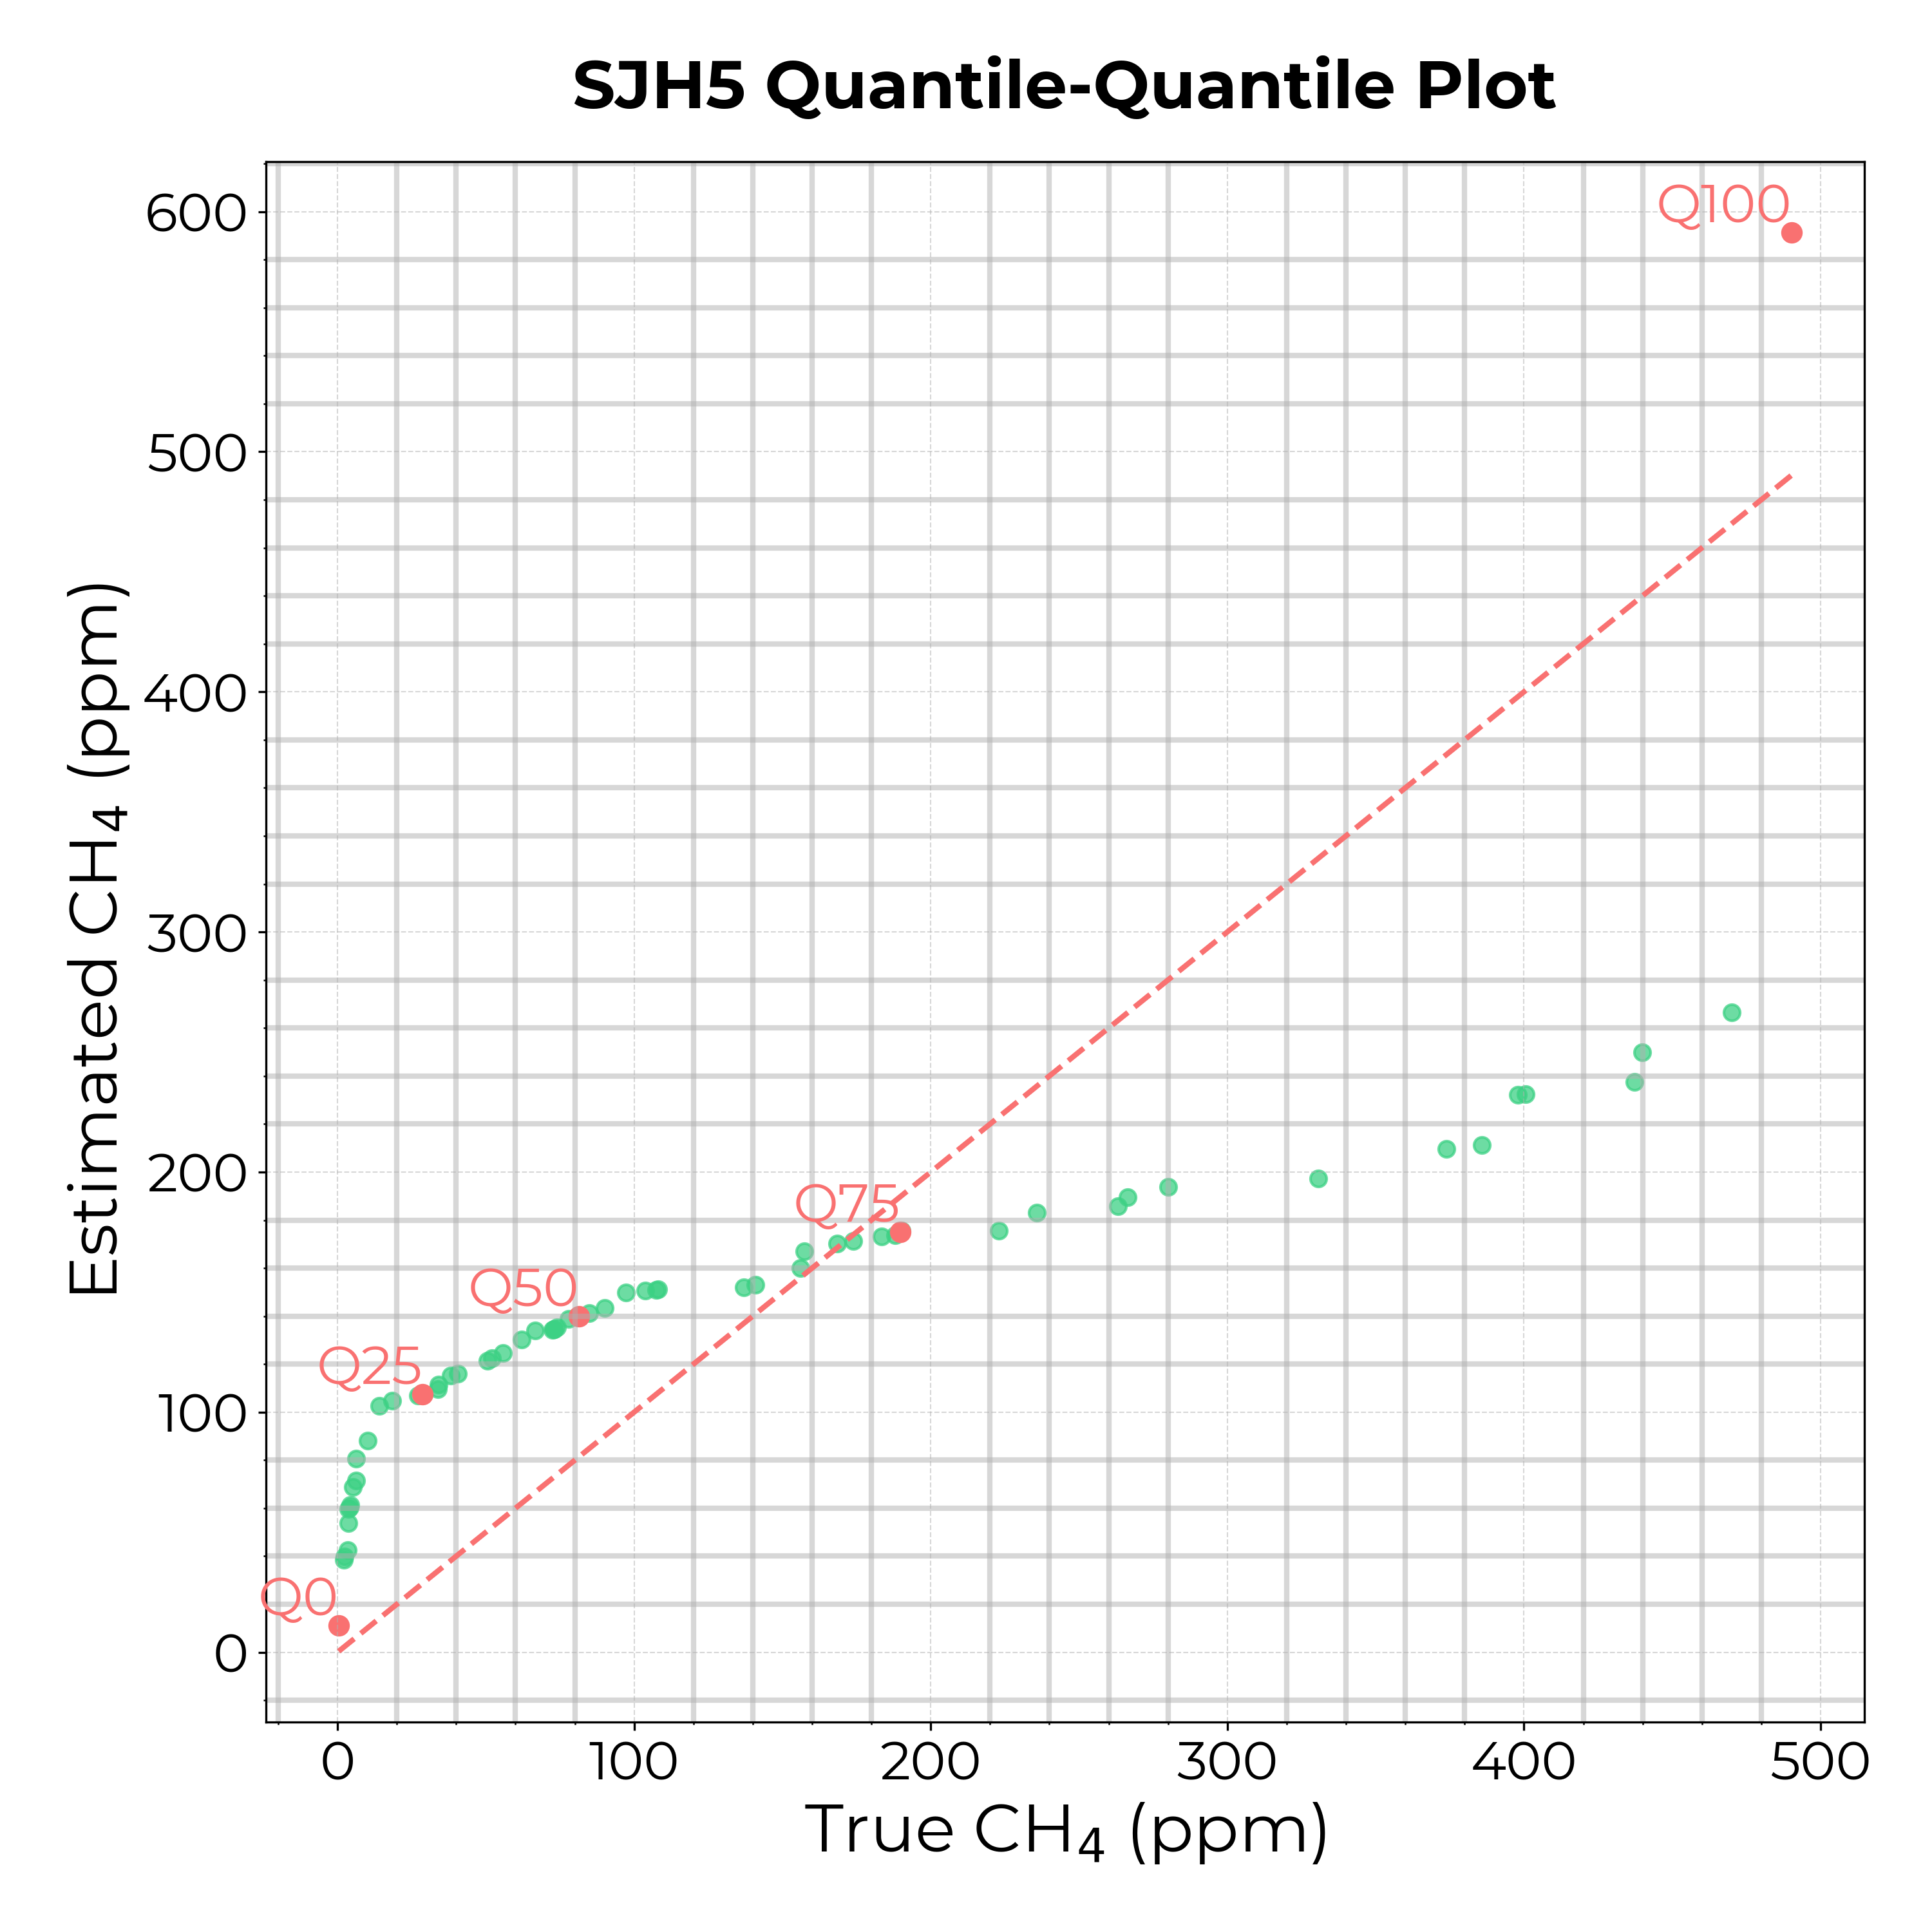 SJH5 Quantile-Quantile Plot
Q100
600
500
Estimated CH₄ (ppm)
400
300
200
Q75
Q50
Q25
100
Q0
0
0 100 200 300 400 500
True CH₄ (ppm)